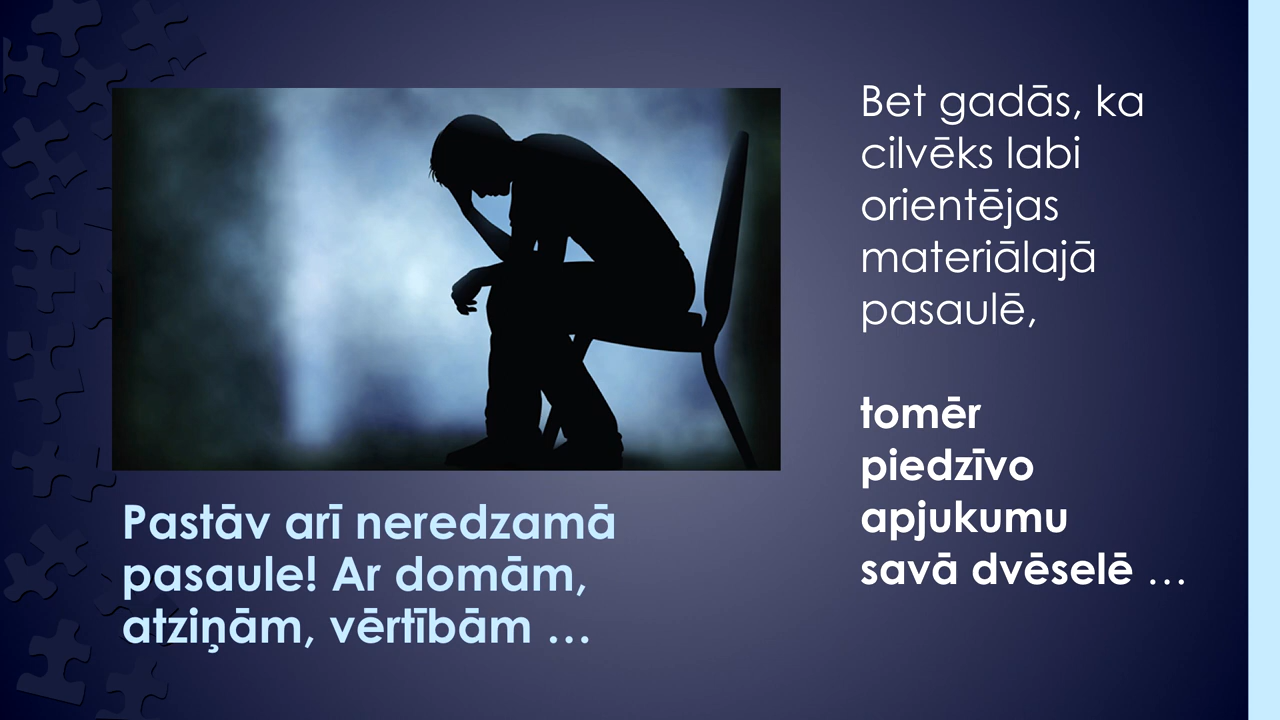 Bet gadās, ka
cilvēks labi
orientējas
materiālajā
pasaulē,
tomēr
piedzīvo
apjukumu
savā dvēselē …
Pastāv arī neredzamā
pasaule! Ar domām,
atziņām, vērtībām …